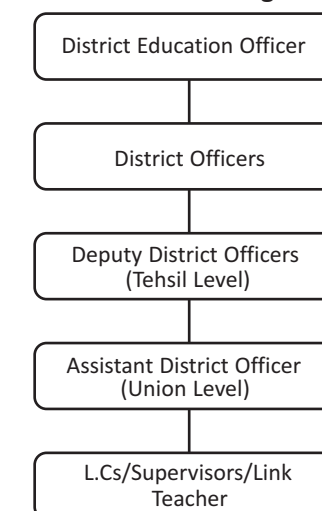 District Education Officer
District Officers
Deputy District Officers
(Tehsil Level)
Assistant District Officer
(Union Level)
L.Cs/Supervisors/Link
Teacher